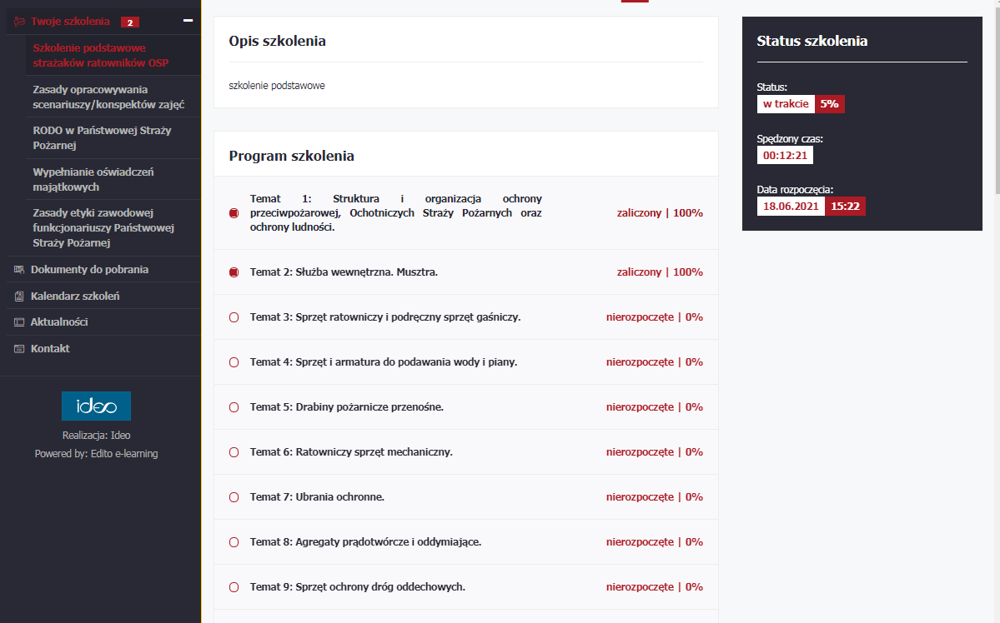 Twoje szkolenia 2
Szkolenie podstawowe
strażaków ratowników OSP
Zasady opracowywania
scenariuszy/konspektów zajęć
RODO w Państwowej Straży
Pożarnej
Wypełnianie oświadczeń
majątkowych
Zasady etyki zawodowej
funkcjonariuszy Państwowej
Straży Pożarnej
Dokumenty do pobrania
Kalendarz szkoleń
Aktualności
Kontakt
ideo
Realizacja: Ideo
Powered by: Edito e-learning
Opis szkolenia
szkolenie podstawowe
Program szkolenia
Temat 1: Struktura i organizacja ochrony
przeciwpożarowej, Ochotniczych Straży Pożarnych oraz
ochrony ludności.
zaliczony | 100%
Temat 2: Służba wewnętrzna. Musztra.
zaliczony | 100%
Temat 3: Sprzęt ratowniczy i podręczny sprzęt gaśniczy.
nierozpoczęte | 0%
Temat 4: Sprzęt i armatura do podawania wody i piany.
nierozpoczęte | 0%
Temat 5: Drabiny pożarnicze przenośne.
nierozpoczęte | 0%
Temat 6: Ratowniczy sprzęt mechaniczny.
nierozpoczęte | 0%
Temat 7: Ubrania ochronne.
nierozpoczęte | 0%
Temat 8: Agregaty prądotwórcze i oddymiające.
nierozpoczęte | 0%
Temat 9: Sprzęt ochrony dróg oddechowych.
nierozpoczęte | 0%
Status szkolenia
Status:
w trakcie 5%
Spędzony czas:
00:12:21
Data rozpoczęcia:
18.06.2021 15:22